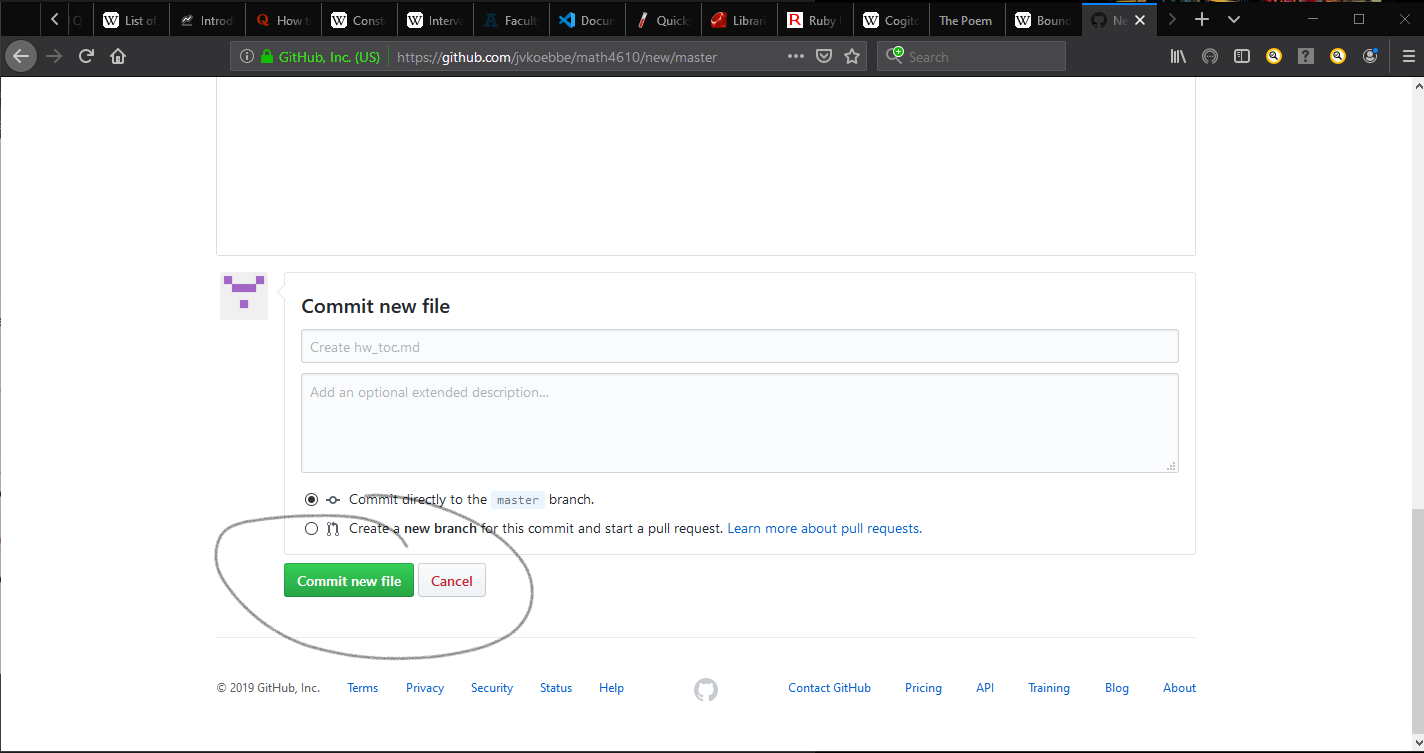 List of
Introd
How t
Consta
Interva
Facult
Docum
Quick
Librari
Ruby
Cogito
The Poem
Bound
Ne
GitHub, Inc. (US)
https://github.com/jvkoebbe/math4610/new/master
Search
Commit new file
Create hw_toc.md
Add an optional extended description...
Commit directly to the master branch.
Create a new branch for this commit and start a pull request. Learn more about pull requests.
Commit new file Cancel
© 2019 GitHub, Inc. Terms Privacy Security Status Help Contact GitHub Pricing API Training Blog About